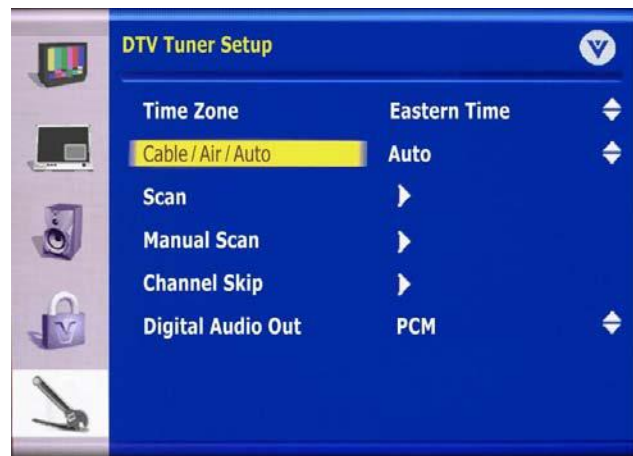 DTV Tuner Setup
Time Zone Eastern Time
Cable / Air / Auto Auto
Scan
Manual Scan
Channel Skip
Digital Audio Out PCM